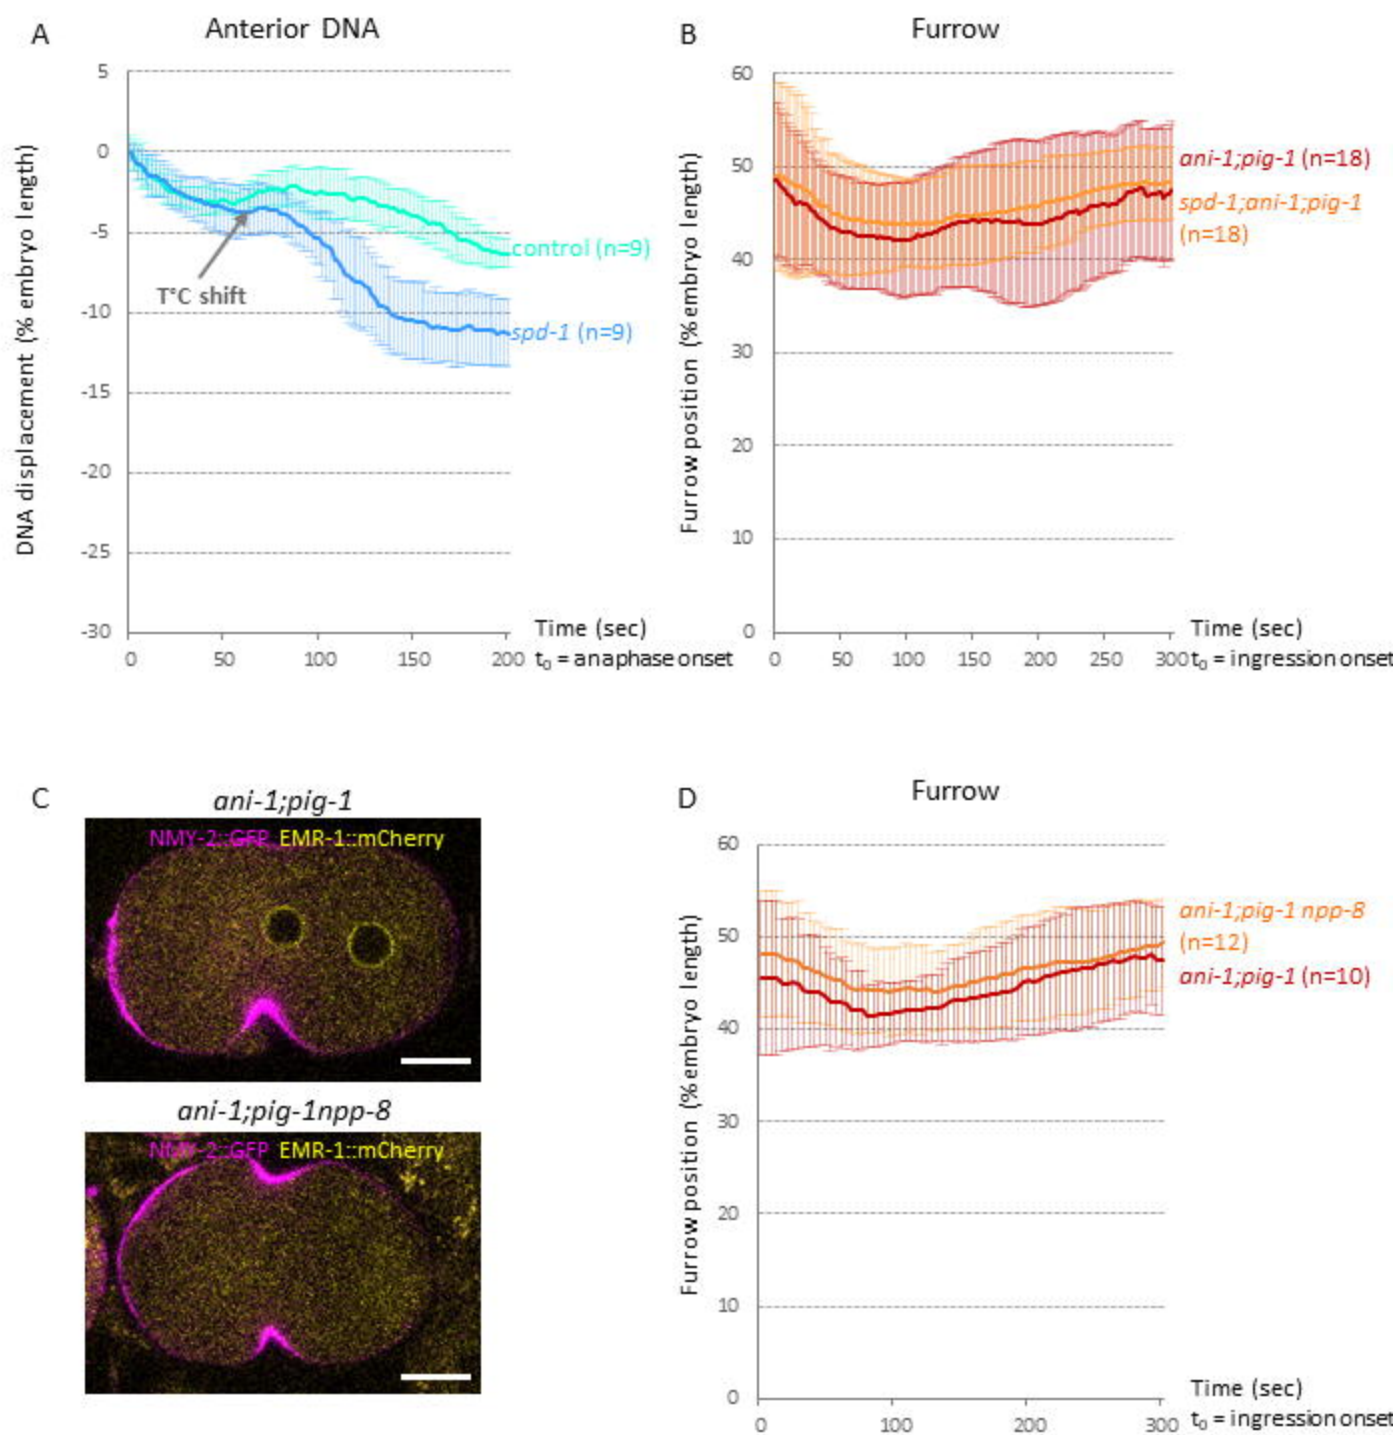 A
Anterior DNA
DNA displacement (% embryo length)
5
0
-5
-10
-15
-20
-25
-30
control (n=9)
T°C shift
spd-1 (n=9)
0 50 100 150 200
Time (sec)
t₀ = anaphase onset
B
Furrow
Furrow position (% embryo length)
60
50
40
30
20
10
0
ani-1;pig-1 (n=18)
spd-1;ani-1;pig-1
(n=18)
0 50 100 150 200 250 300
Time (sec)
t₀ = ingression onset
C
ani-1;pig-1
NMY-2::GFP EMR-1::mCherry
ani-1;pig-1npp-8
NMY-2::GFP EMR-1::mCherry
D
Furrow
Furrow position (% embryo length)
60
50
40
30
20
10
0
ani-1;pig-1 npp-8
(n=12)
ani-1;pig-1 (n=10)
0 100 200 300
Time (sec)
t₀ = ingression onset